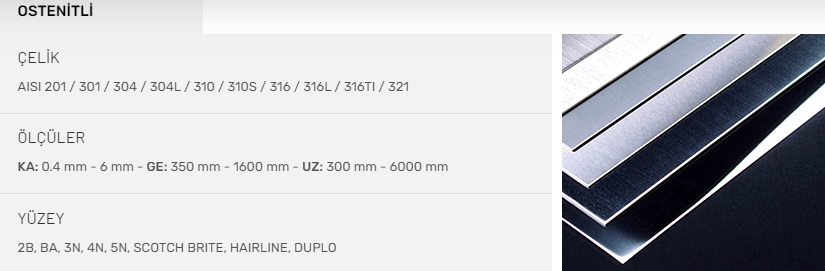 OSTENİTLİ
ÇELİK
AISI 201 / 301 / 304 / 304L / 310 / 310S / 316 / 316L / 316TI / 321
ÖLÇÜLER
KA: 0.4 mm - 6 mm - GE: 350 mm - 1600 mm - UZ: 300 mm - 6000 mm
YÜZEY
2B, BA, 3N, 4N, 5N, SCOTCH BRITE, HAIRLINE, DUPLO